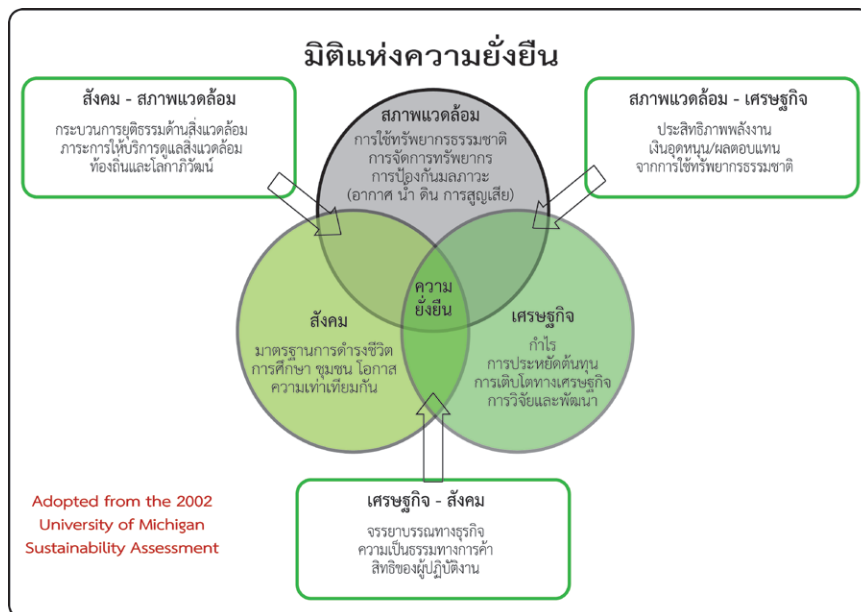 มิติแห่งความยั่งยืน
สังคม - สภาพแวดล้อม
กระบวนการยุติธรรมด้านสิ่งแวดล้อม
ภาระการให้บริการดูแลสิ่งแวดล้อม
ท้องถิ่นและโลกาภิวัฒน์
สภาพแวดล้อม
การใช้ทรัพยากรธรรมชาติ
การจัดการทรัพยากร
การป้องกันมลภาวะ
(อากาศ น้ำ ดิน การสูญเสีย)
สภาพแวดล้อม - เศรษฐกิจ
ประสิทธิภาพพลังงาน
เงินอุดหนุน/ผลตอบแทน
จากการใช้ทรัพยากรธรรมชาติ
ความ
ยั่งยืน
สังคม
มาตรฐานการดำรงชีวิต
การศึกษา ชุมชน โอกาส
ความเท่าเทียมกัน
เศรษฐกิจ
กำไร
การประหยัดต้นทุน
การเติบโตทางเศรษฐกิจ
การวิจัยและพัฒนา
Adopted from the 2002
University of Michigan
Sustainability Assessment
เศรษฐกิจ - สังคม
จรรยาบรรณทางธุรกิจ
ความเป็นธรรมทางการค้า
สิทธิของผู้ปฏิบัติงาน